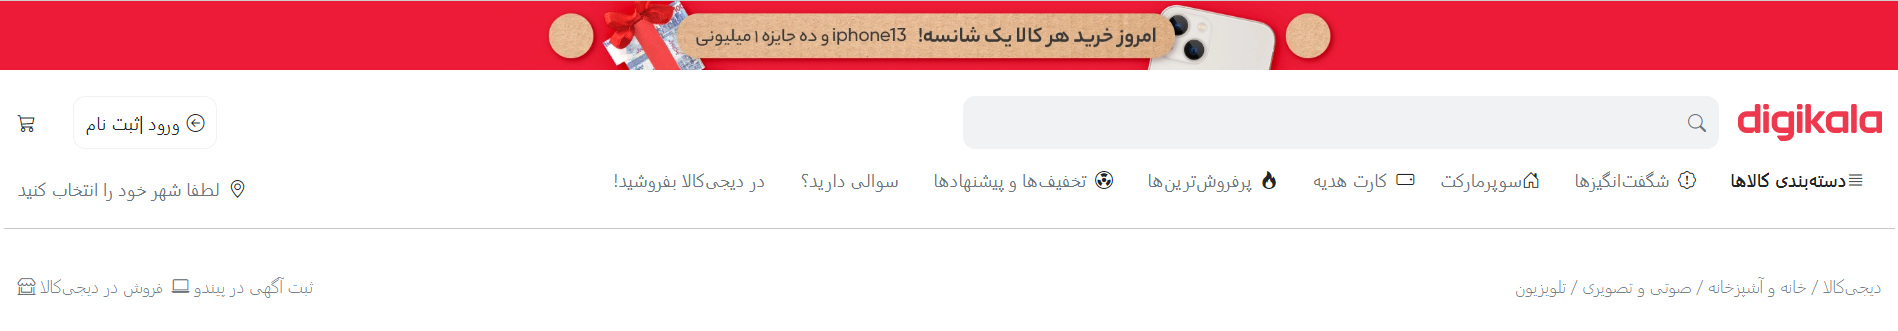 امروز خرید هر کالا یک شانسه! iphone13 و ده جایزه ۱ میلیونی
digikala
ورود |ثبت نام
دسته‌بندی کالاها شگفت‌انگیزها سوپرمارکت کارت هدیه پرفروش‌ترین‌ها تخفیف‌ها و پیشنهادها سوالی دارید؟ در دیجی‌کالا بفروشید!
لطفا شهر خود را انتخاب کنید
دیجی‌کالا / خانه و آشپزخانه / صوتی و تصویری / تلویزیون
ثبت آگهی در پیندو فروش در دیجی‌کالا